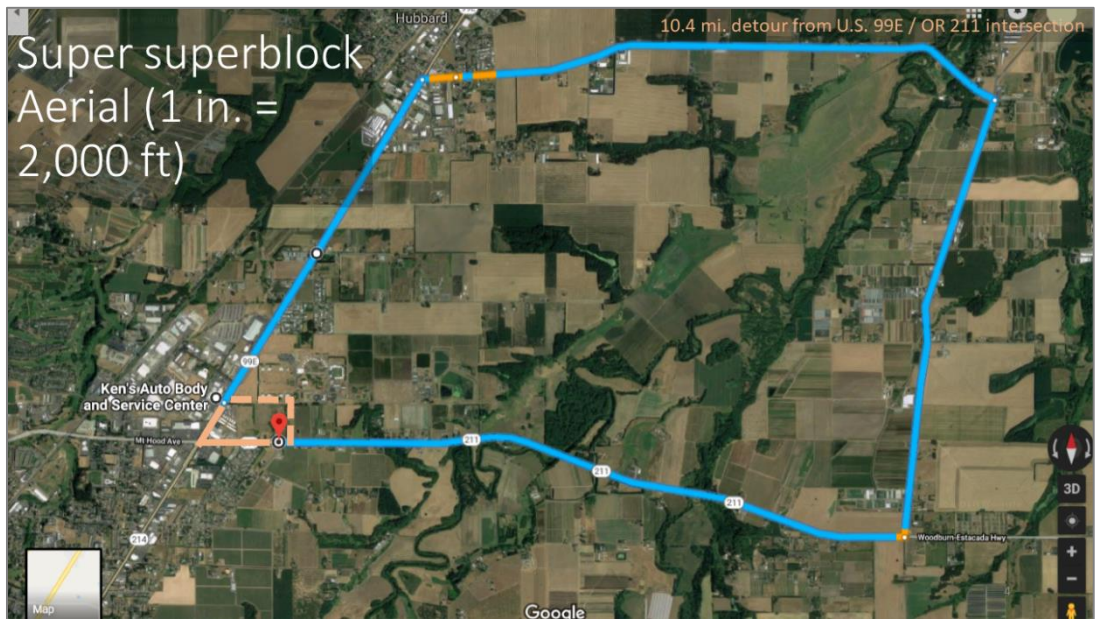 Hubbard
10.4 mi. detour from U.S. 99E / OR 211 intersection
Super superblock
Aerial (1 in. =
2,000 ft)
99E
Ken's Auto Body
and Service Center
Mt Hood Ave
211
211
211
214
Woodburn-Estacada Hwy
3D
+
−
Map
Google